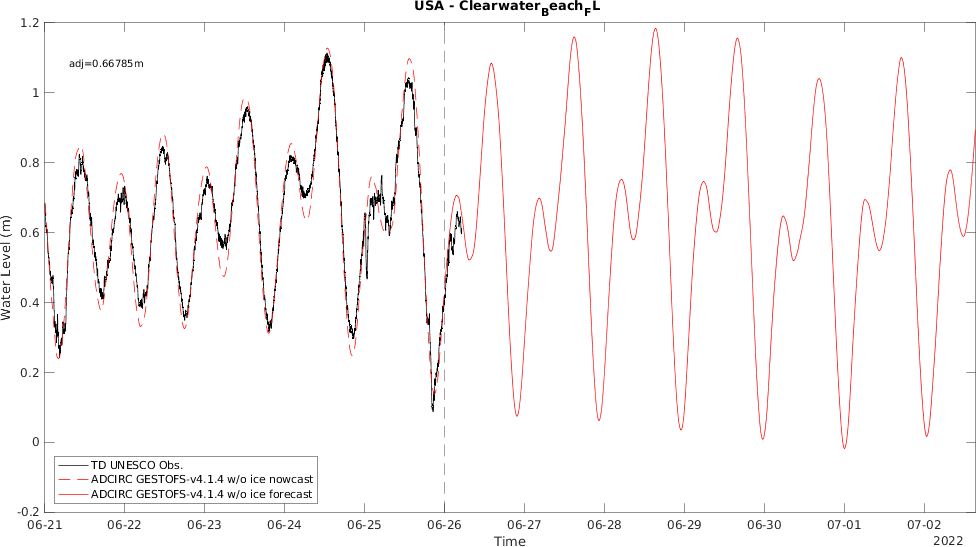 USA - Clearwater_Beach_FL
1.2
1
0.8
0.6
0.4
0.2
0
-0.2
Water Level (m)
adj=0.66785m
TD UNESCO Obs.
ADCIRC GESTOFS-v4.1.4 w/o ice nowcast
ADCIRC GESTOFS-v4.1.4 w/o ice forecast
06-21 06-22 06-23 06-24 06-25 06-26 06-27 06-28 06-29 06-30 07-01 07-02
Time
2022